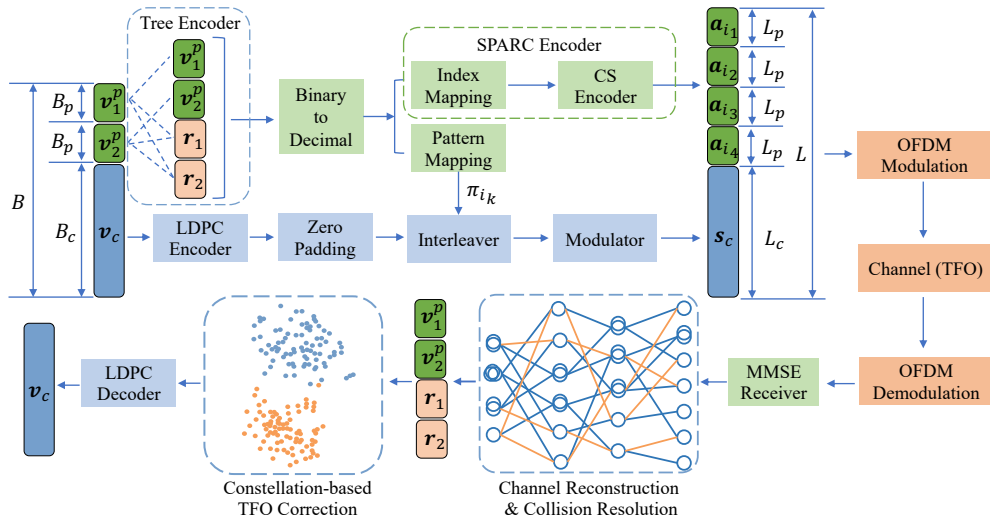 Tree Encoder
SPARC Encoder
B
B_p
B_p
B_c
v_1^p
v_2^p
v_c
v_1^p
v_2^p
r_1
r_2
Binary
to
Decimal
Index
Mapping
CS
Encoder
Pattern
Mapping
π_{i_k}
LDPC
Encoder
Zero
Padding
Interleaver
Modulator
a_{i_1}
a_{i_2}
a_{i_3}
a_{i_4}
s_c
L_p
L_p
L_p
L_p
L_c
L
OFDM
Modulation
Channel (TFO)
OFDM
Demodulation
MMSE
Receiver
Channel Reconstruction
& Collision Resolution
v_1^p
v_2^p
r_1
r_2
Constellation-based
TFO Correction
LDPC
Decoder
v_c